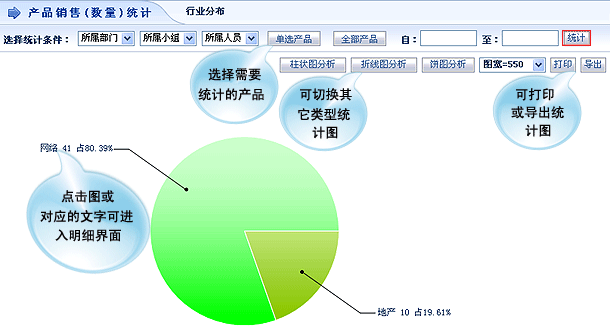 产品销售(数量)统计 行业分布
选择统计条件： 所属部门 所属小组 所属人员 单选产品 全部产品 自： 至： 统计
柱状图分析 折线图分析 饼图分析 图宽=550 打印 导出
选择需要
统计的产品
可切换其
它类型统
计图
可打印
或导出统
计图
网络 41 占80.39%
点击图或
对应的文字可进
入明细界面
地产 10 占19.61%